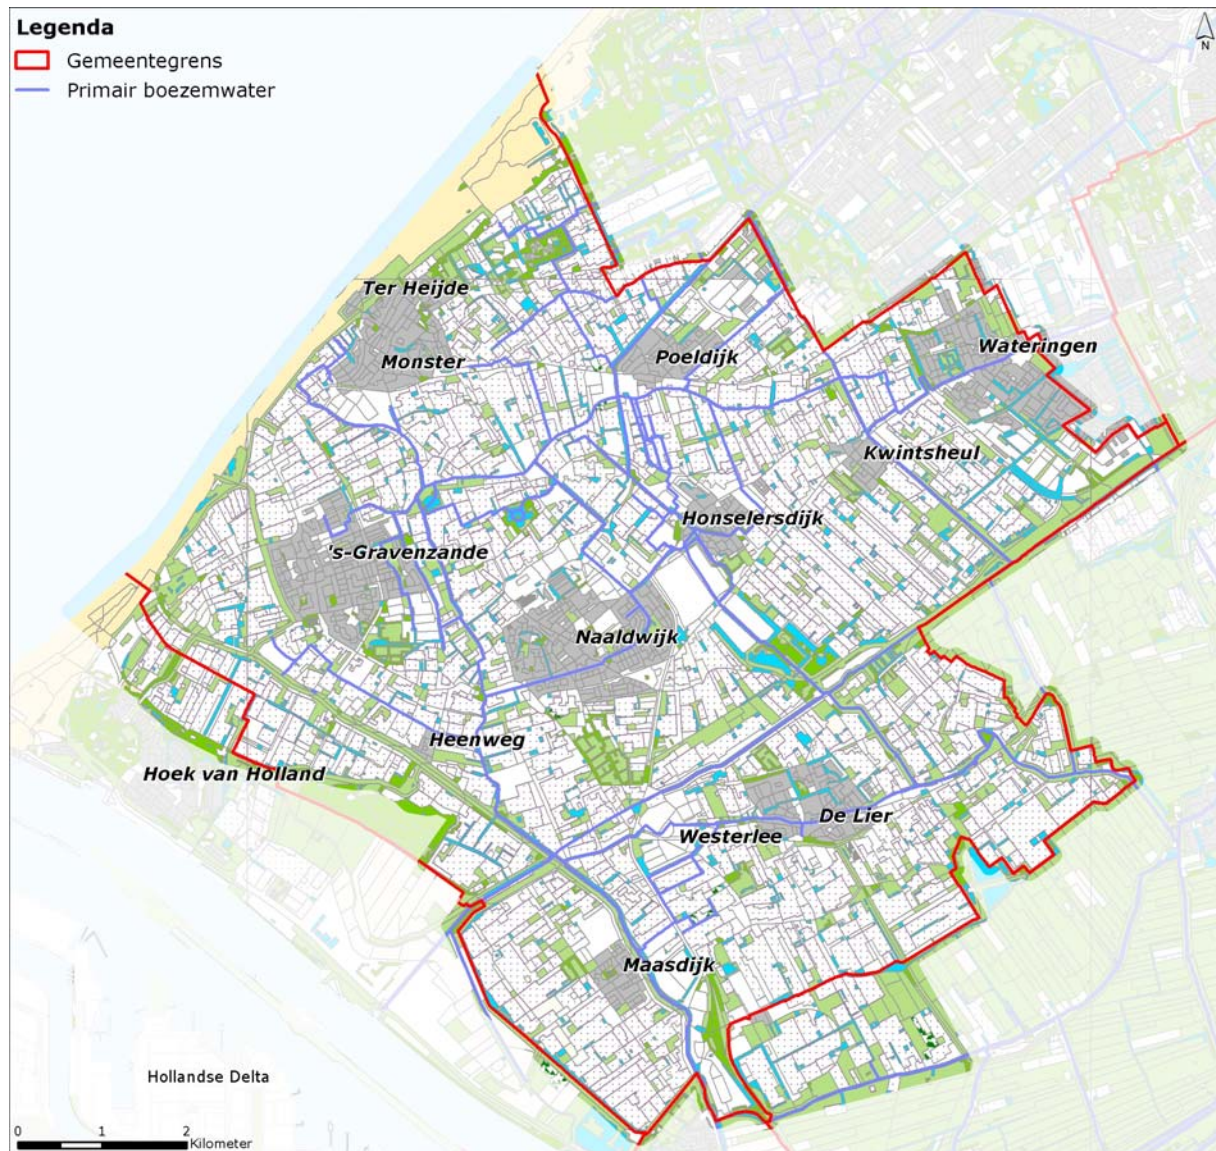 Legenda
Gemeentegrens
Primair boezemwater
N
Ter Heijde
Monster
Poeldijk
Wateringen
Kwintsheul
Honselersdijk
's-Gravenzande
Naaldwijk
Heenweg
Hoek van Holland
De Lier
Westerlee
Maasdijk
Hollandse Delta
0 1 2
Kilometer